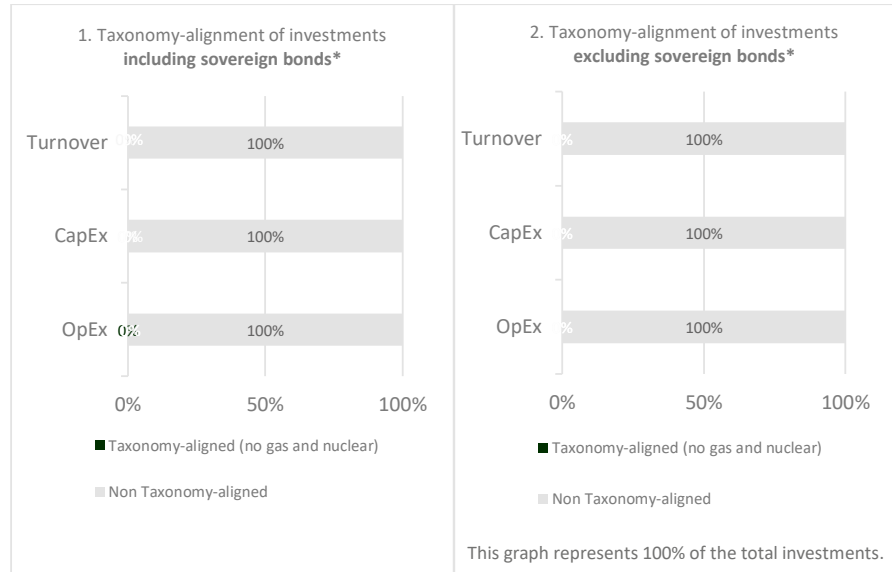 1. Taxonomy-alignment of investments
including sovereign bonds*
Turnover
100%
CapEx
100%
OpEx
0%
100%
0%
50%
100%
Taxonomy-aligned (no gas and nuclear)
Non Taxonomy-aligned
2. Taxonomy-alignment of investments
excluding sovereign bonds*
Turnover
0%
100%
CapEx
0%
100%
OpEx
0%
100%
0%
50%
100%
Taxonomy-aligned (no gas and nuclear)
Non Taxonomy-aligned
This graph represents 100% of the total investments.